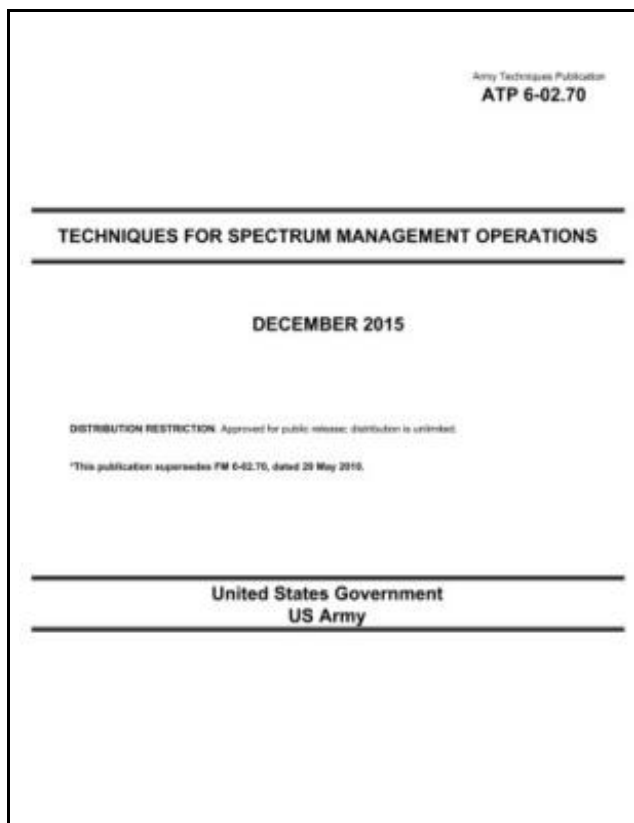 Army Techniques Publication
ATP 6-02.70
TECHNIQUES FOR SPECTRUM MANAGEMENT OPERATIONS
DECEMBER 2015
DISTRIBUTION RESTRICTION. Approved for public release; distribution is unlimited.
*This publication supersedes FM 6-02.70, dated 20 May 2010.
United States Government
US Army